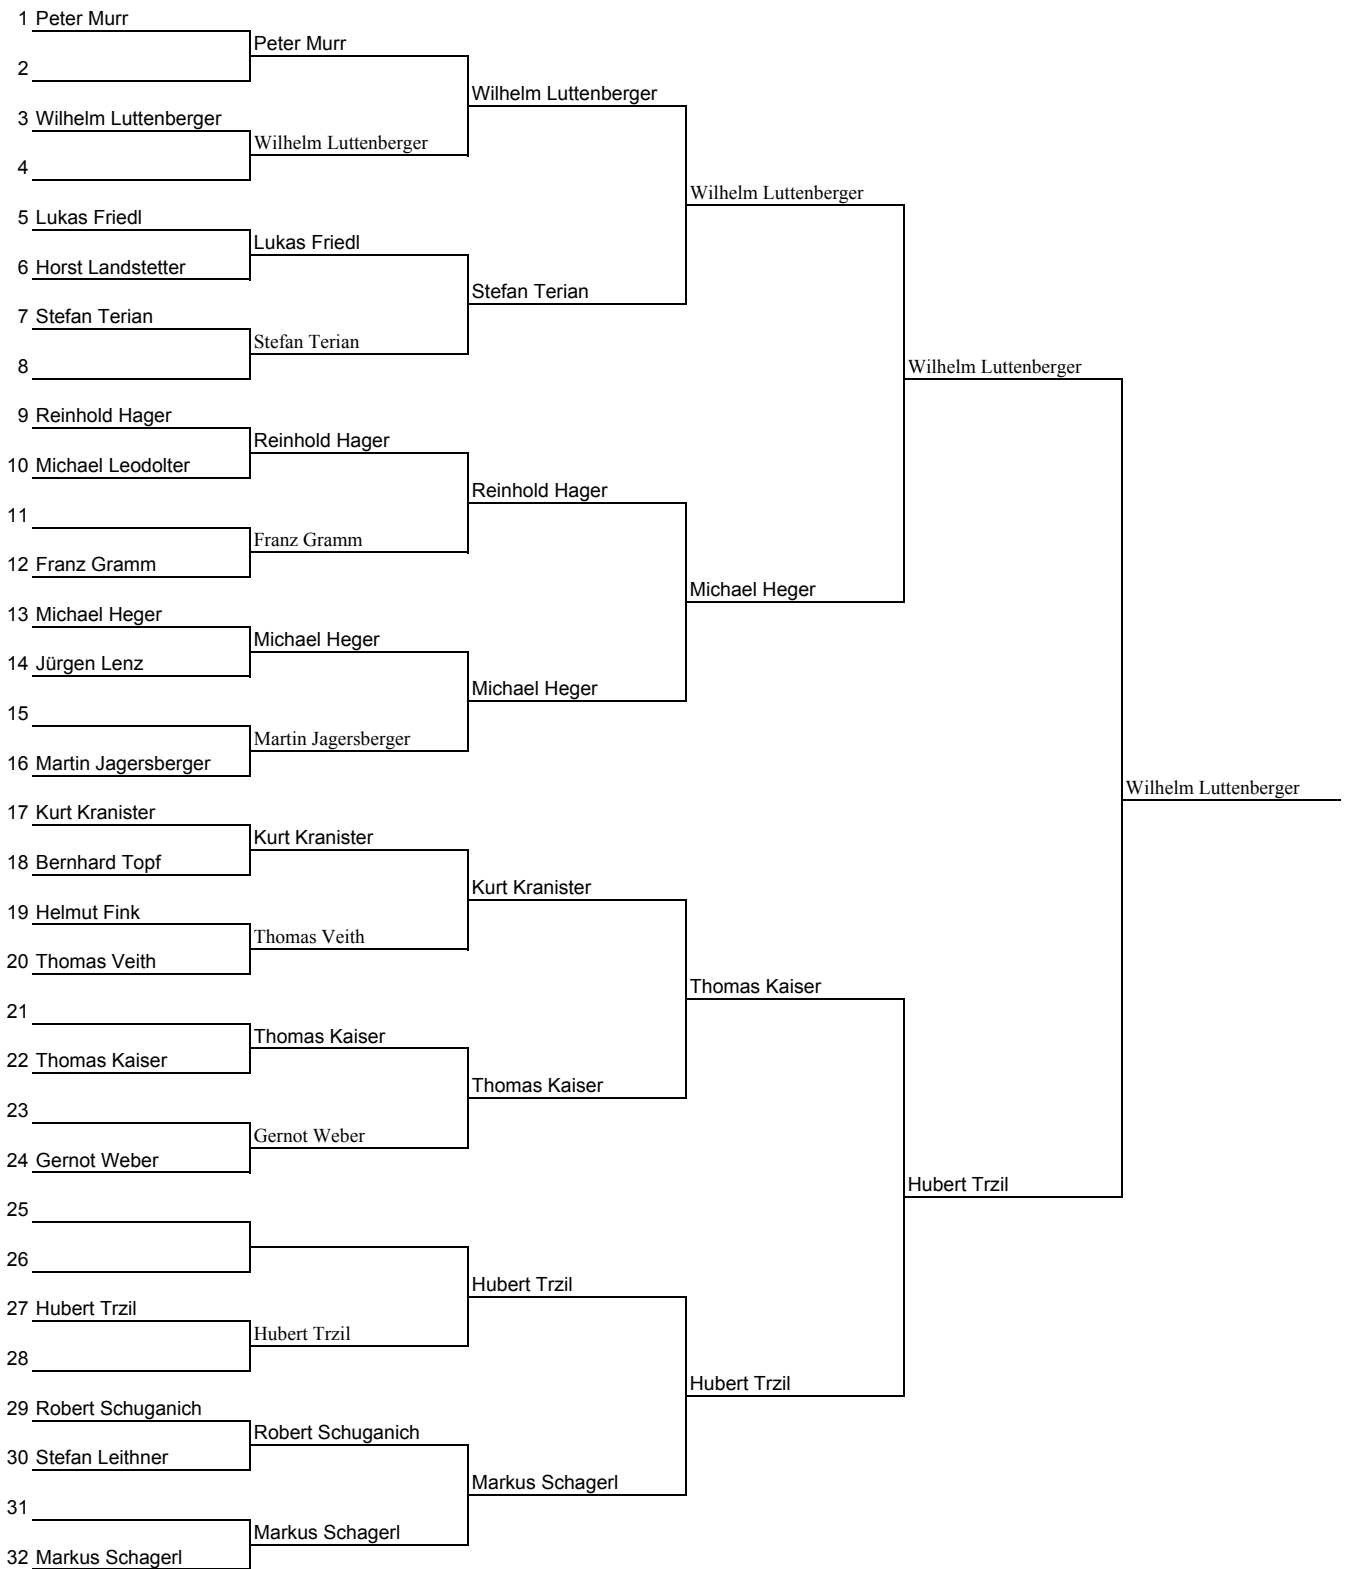 1 Peter Murr
Peter Murr
2
Wilhelm Luttenberger
3 Wilhelm Luttenberger
Wilhelm Luttenberger
4
Wilhelm Luttenberger
5 Lukas Friedl
Lukas Friedl
6 Horst Landstetter
Stefan Terian
7 Stefan Terian
Stefan Terian
8
Wilhelm Luttenberger
9 Reinhold Hager
Reinhold Hager
10 Michael Leodolter
Reinhold Hager
11
Franz Gramm
12 Franz Gramm
Michael Heger
13 Michael Heger
Michael Heger
14 Jürgen Lenz
Michael Heger
15
Martin Jagersberger
16 Martin Jagersberger
Wilhelm Luttenberger
17 Kurt Kranister
Kurt Kranister
18 Bernhard Topf
Kurt Kranister
19 Helmut Fink
Thomas Veith
20 Thomas Veith
Thomas Kaiser
21
Thomas Kaiser
22 Thomas Kaiser
Thomas Kaiser
23
Gernot Weber
24 Gernot Weber
Hubert Trzil
25
26
Hubert Trzil
27 Hubert Trzil
Hubert Trzil
28
Hubert Trzil
29 Robert Schuganich
Robert Schuganich
30 Stefan Leithner
Markus Schagerl
31
Markus Schagerl
32 Markus Schagerl